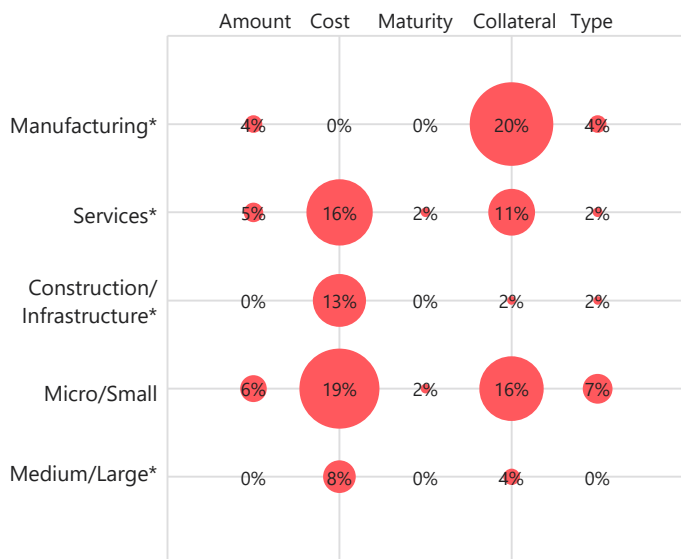 Amount Cost Maturity Collateral Type
Manufacturing* 4% 0% 0% 20% 4%
Services* 5% 16% 2% 11% 2%
Construction/
Infrastructure* 0% 13% 0% 2% 2%
Micro/Small 6% 19% 2% 16% 7%
Medium/Large* 0% 8% 0% 4% 0%